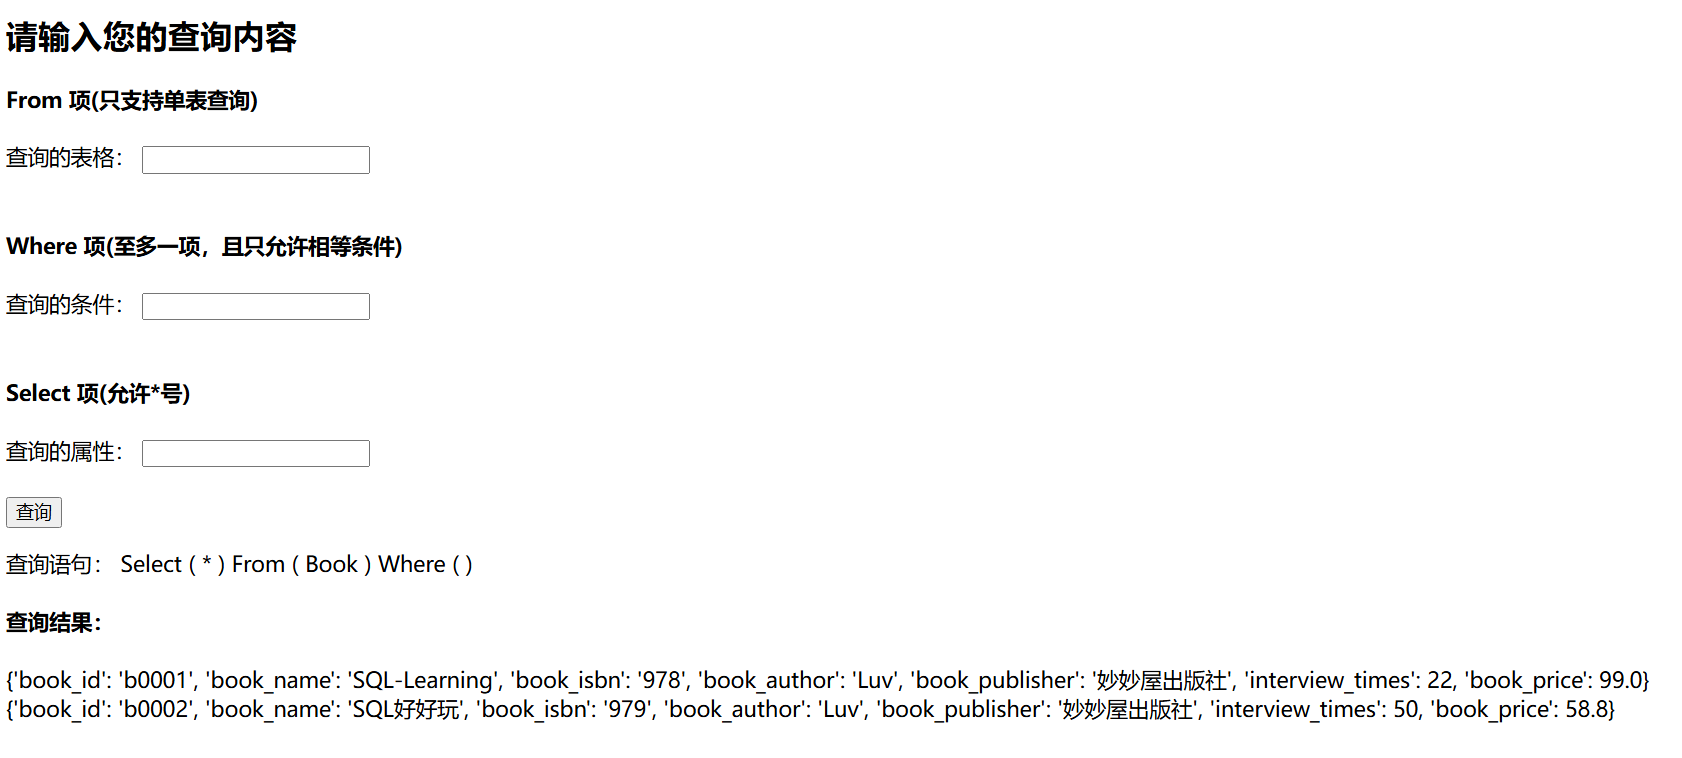 请输入您的查询内容
From 项(只支持单表查询)
查询的表格：
Where 项(至多一项，且只允许相等条件)
查询的条件：
Select 项(允许*号)
查询的属性：
查询
查询语句： Select ( * ) From ( Book ) Where ( )
查询结果：
{'book_id': 'b0001', 'book_name': 'SQL-Learning', 'book_isbn': '978', 'book_author': 'Luv', 'book_publisher': '妙妙屋出版社', 'interview_times': 22, 'book_price': 99.0}
{'book_id': 'b0002', 'book_name': 'SQL好好玩', 'book_isbn': '979', 'book_author': 'Luv', 'book_publisher': '妙妙屋出版社', 'interview_times': 50, 'book_price': 58.8}